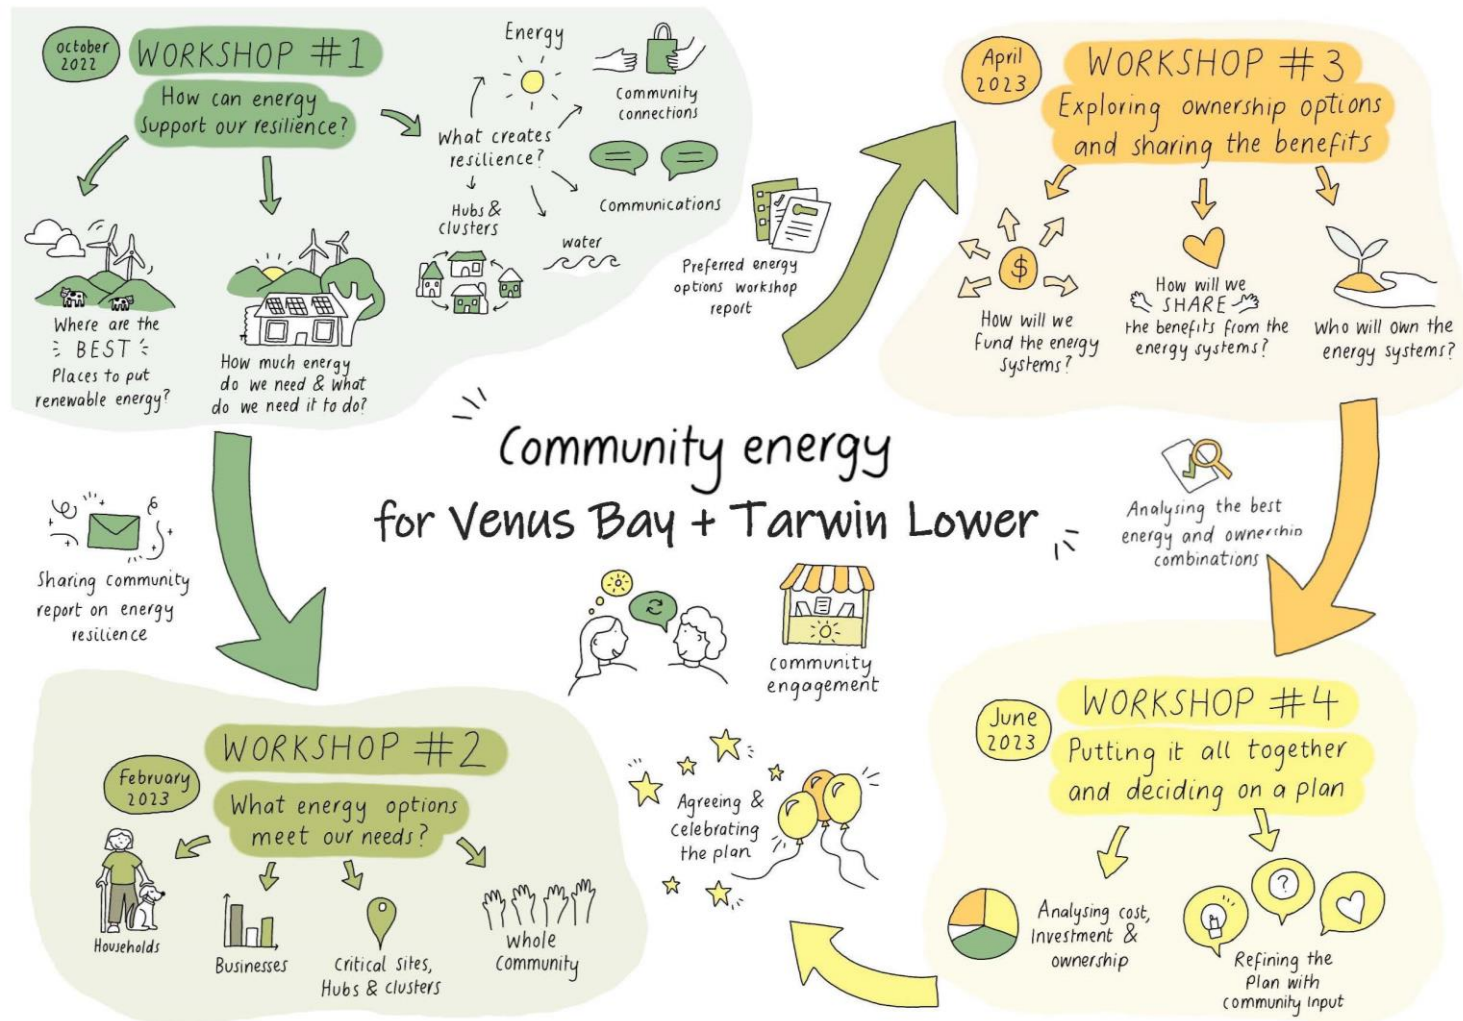 october
2022
WORKSHOP #1
How can energy
support our resilience?
Energy
What creates
resilience?
Community
connections
Communications
water
Hubs &
clusters
Where are the
BEST
Places to put
renewable energy?
How much energy
do we need & what
do we need it to do?
Sharing community
report on energy
resilience
February
2023
WORKSHOP #2
What energy options
meet our needs?
Households
Businesses
Critical sites,
Hubs & clusters
Whole
Community
Preferred energy
options workshop
report
April
2023
WORKSHOP #3
Exploring ownership options
and sharing the benefits
$
How will we
fund the energy
systems?
How will we
SHARE
the benefits from the
energy systems?
Who will own the
energy systems?
Analysing the best
energy and ownership
combinations
June
2023
WORKSHOP #4
Putting it all together
and deciding on a plan
Analysing cost,
Investment &
ownership
?
Refining the
Plan with
community Input
Agreeing &
celebrating
the plan
Community energy
for Venus Bay + Tarwin Lower
community
engagement